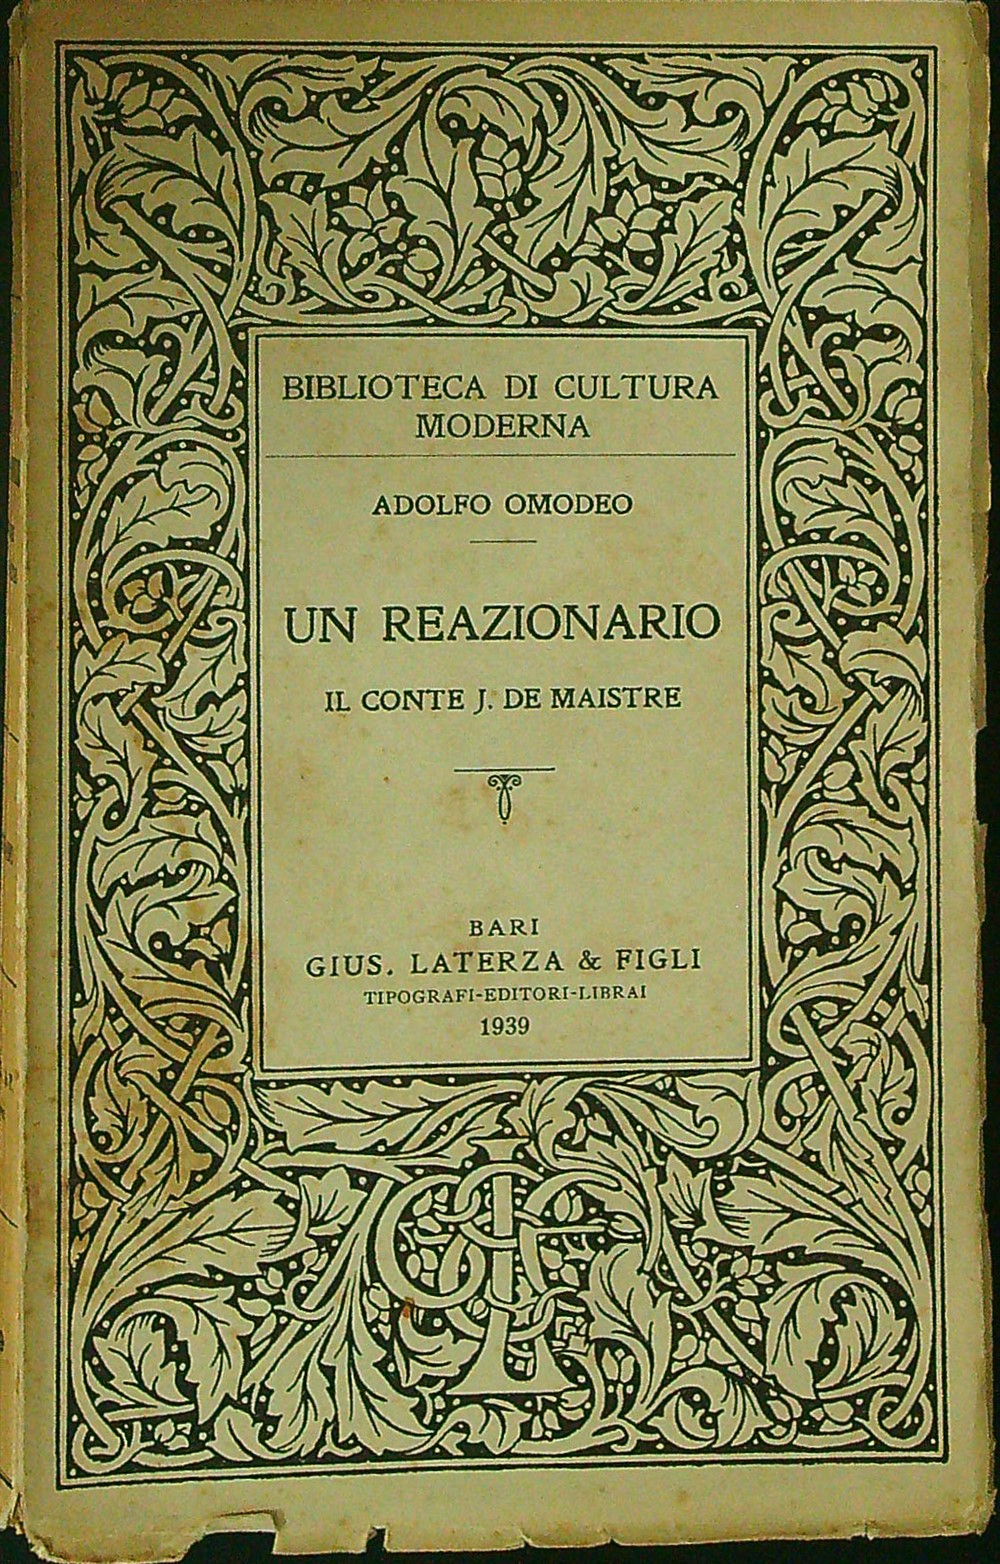 BIBLIOTECA DI CULTURA
MODERNA
ADOLFO OMODEO
UN REAZIONARIO
IL CONTE J. DE MAISTRE
BARI
GIUS. LATERZA & FIGLI
TIPOGRAFI-EDITORI-LIBRAI
1939